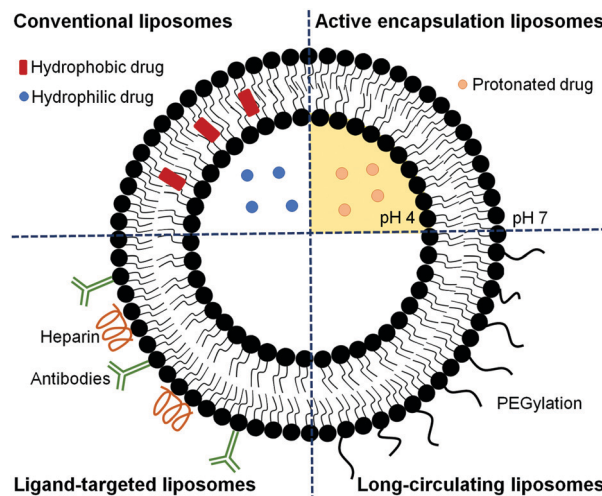 Conventional liposomes
Active encapsulation liposomes
Hydrophobic drug
Hydrophilic drug
Protonated drug
pH 4
pH 7
Heparin
Antibodies
PEGylation
Ligand-targeted liposomes
Long-circulating liposomes